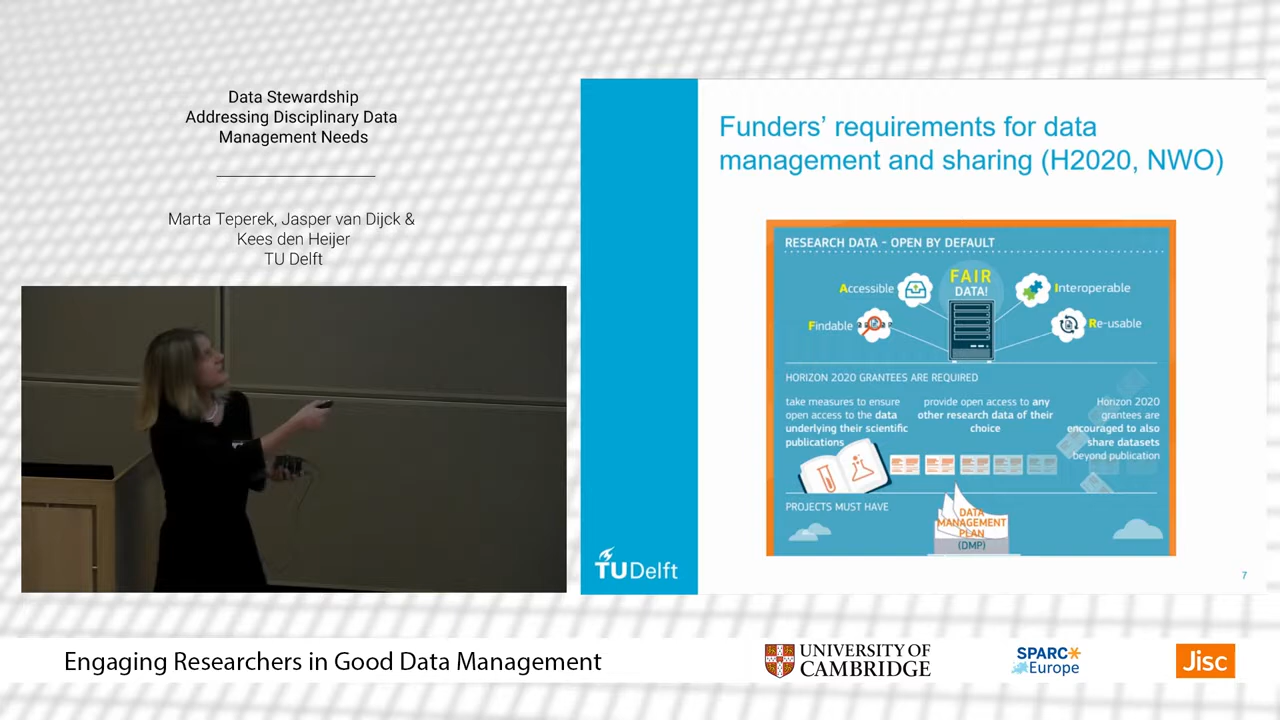 Data Stewardship
Addressing Disciplinary Data
Management Needs
Marta Teperek, Jasper van Dijck &
Kees den Heijer
TU Delft
Funders’ requirements for data
management and sharing (H2020, NWO)
RESEARCH DATA - OPEN BY DEFAULT
FAIR
DATA!
Accessible
Interoperable
Findable
Re-usable
HORIZON 2020 GRANTEES ARE REQUIRED
take measures to ensure
open access to the data
underlying their scientific
publications
provide open access to any
other research data of their
choice
Horizon 2020
grantees are
encouraged to also
share datasets
beyond publication
PROJECTS MUST HAVE
DATA
MANAGEMENT
PLAN
(DMP)
TUDelft
7
Engaging Researchers in Good Data Management
UNIVERSITY OF
CAMBRIDGE
SPARC
Europe
Jisc